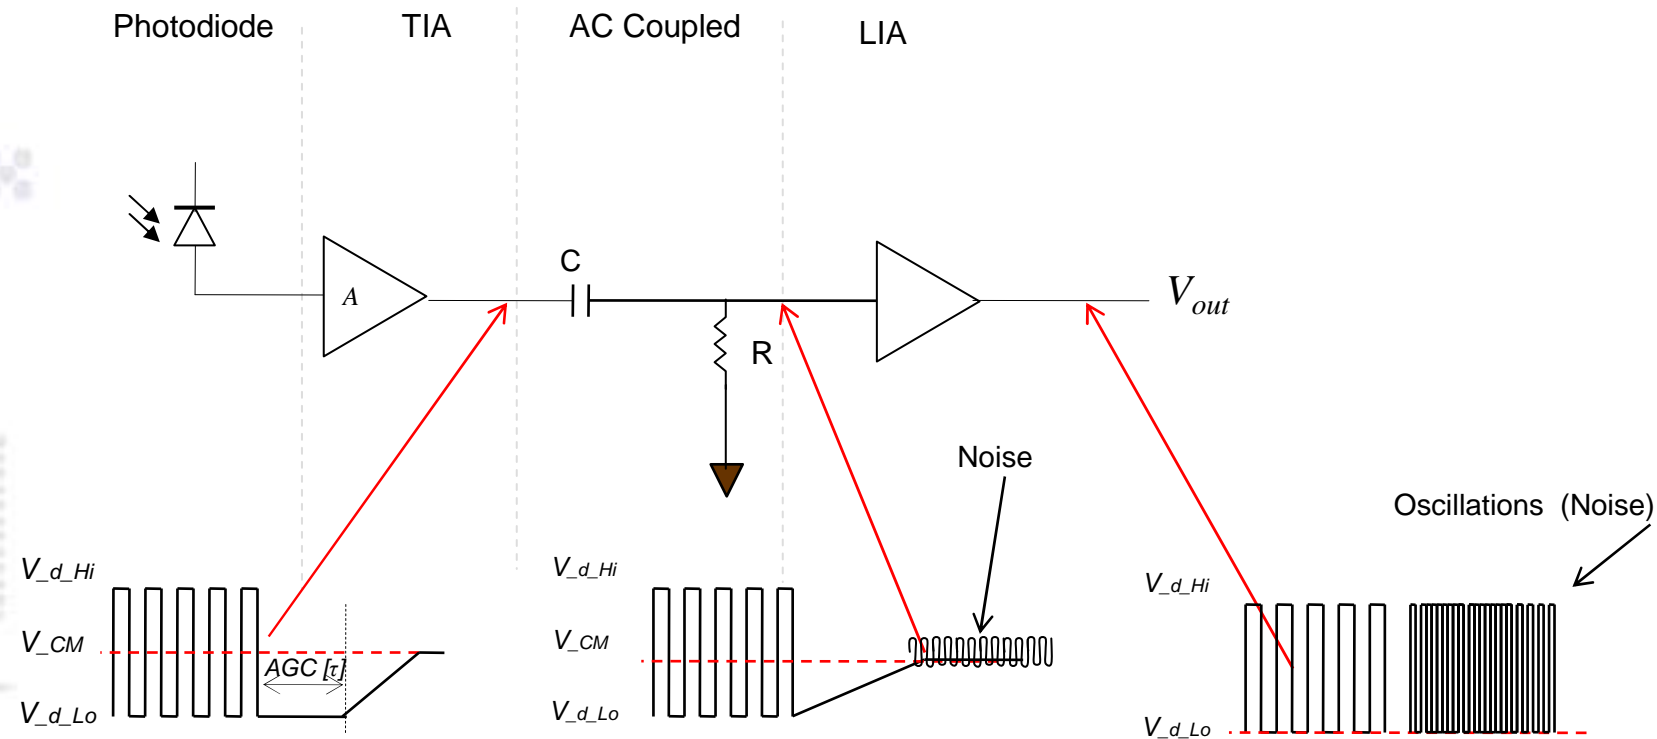 Photodiode
TIA
AC Coupled
LIA
A
C
R
V_out
Noise
Oscillations (Noise)
V_d_Hi
V_CM
AGC [τ]
V_d_Lo
V_d_Hi
V_CM
V_d_Lo
V_d_Hi
V_d_Lo